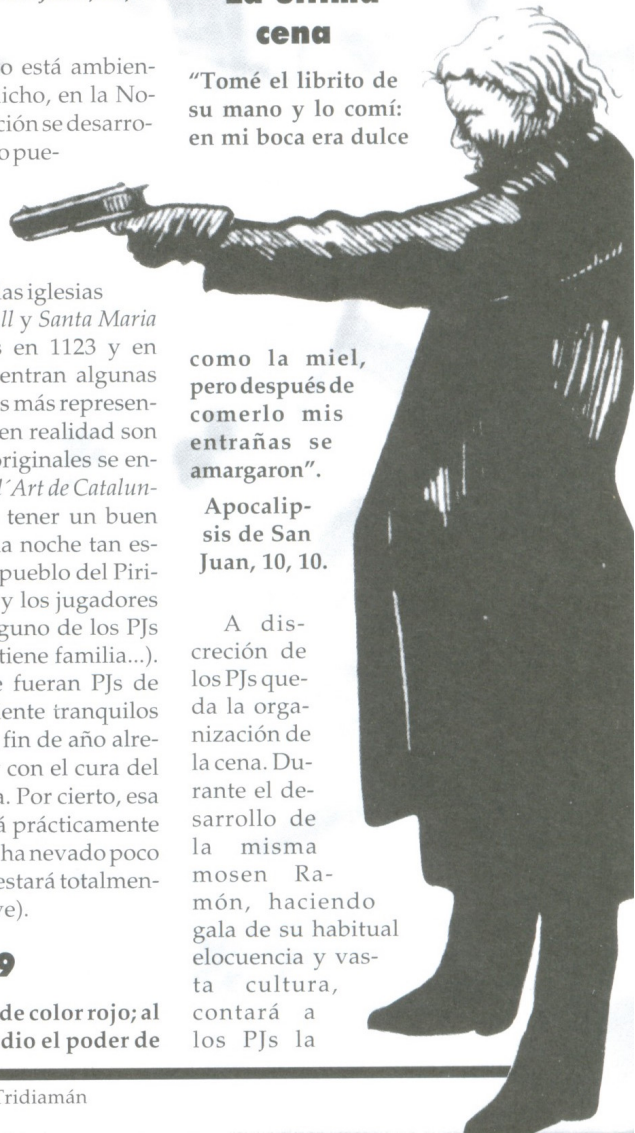 o está ambien-
icho, en la No-
ción se desarro-
o pue-
las iglesias
ll y Santa Maria
s en 1123 y en
entran algunas
s más represen-
en realidad son
originales se en-
l´Art de Catalun-
tener un buen
a noche tan es-
pueblo del Piri-
y los jugadores
guno de los PJs
tiene familia...).
e fueran PJs de
ente tranquilos
fin de año alre-
con el cura del
a. Por cierto, esa
á prácticamente
ha nevado poco
estará totalmen-
ve).
9
de color rojo; al
dio el poder de
cena
“Tomé el librito de
su mano y lo comí:
en mi boca era dulce
como la miel,
pero después de
comerlo mis
entrañas se
amargaron”.
Apocalip-
sis de San
Juan, 10, 10.
A dis-
creción de
los PJs que-
da la orga-
nización de
la cena. Du-
rante el de-
sarrollo de
la misma
mosen Ra-
món, haciendo
gala de su habitual
elocuencia y vas-
ta cultura,
contará a
los PJs la
Tridiamán